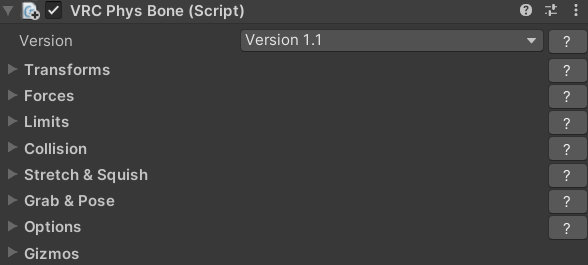 VRC Phys Bone (Script)
Version Version 1.1 ?
Transforms ?
Forces ?
Limits ?
Collision ?
Stretch & Squish ?
Grab & Pose ?
Options ?
Gizmos